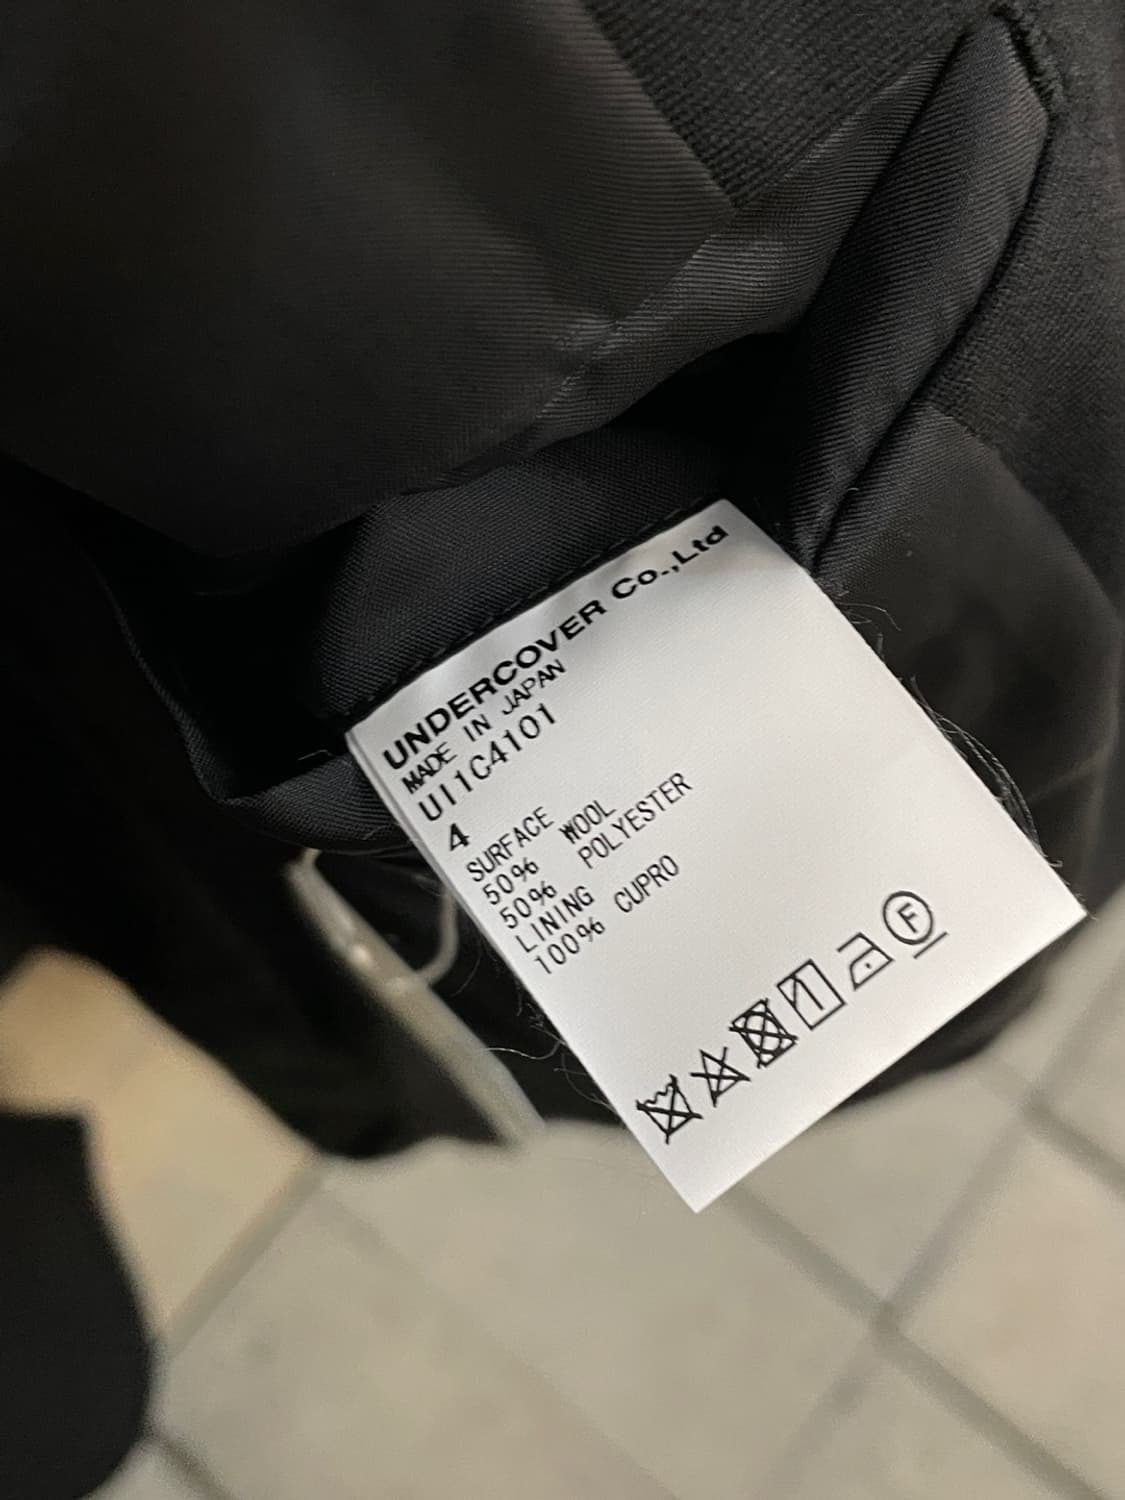 UNDERCOVER Co.,Ltd
MADE IN JAPAN
UI1C4101
4
SURFACE
50% WOOL
50% POLYESTER
LINING
100% CUPRO
F